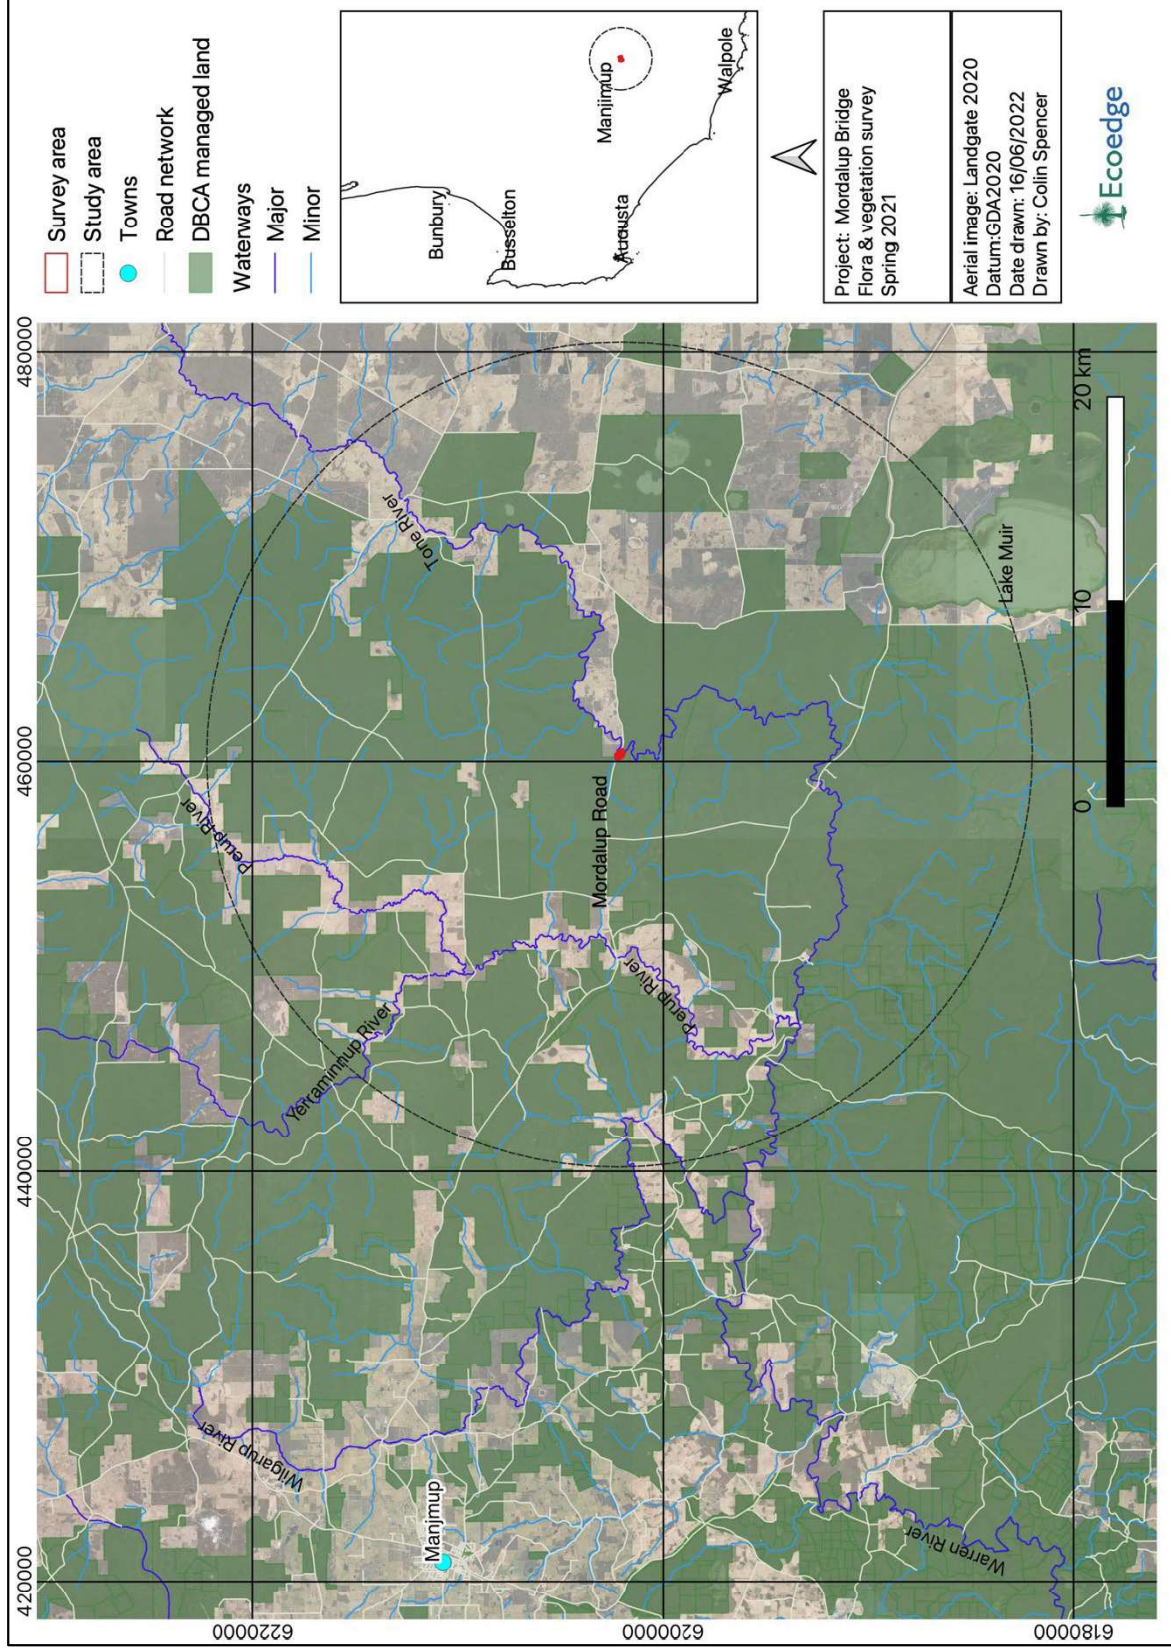 Survey area
Study area
Towns
Road network
DBCA managed land
Waterways
Major
Minor
Bunbury
Busselton
Augusta
Manjimup
Walpole
Project: Mordalup Bridge
Flora & vegetation survey
Spring 2021
Aerial image: Landgate 2020
Datum:GDA2020
Date drawn: 16/06/2022
Drawn by: Colin Spencer
Ecoedge
420000
440000
460000
480000
6220000
6200000
6180000
Wilgarup River
Manjmup
Yerraminnup River
Perup River
Tone River
Mordalup Road
Perup River
Lake Muir
Warren River
0
10
20 km